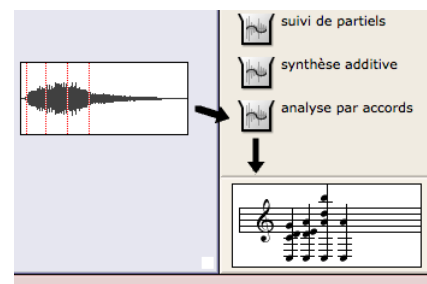 suivi de partiels
synthèse additive
analyse par accords